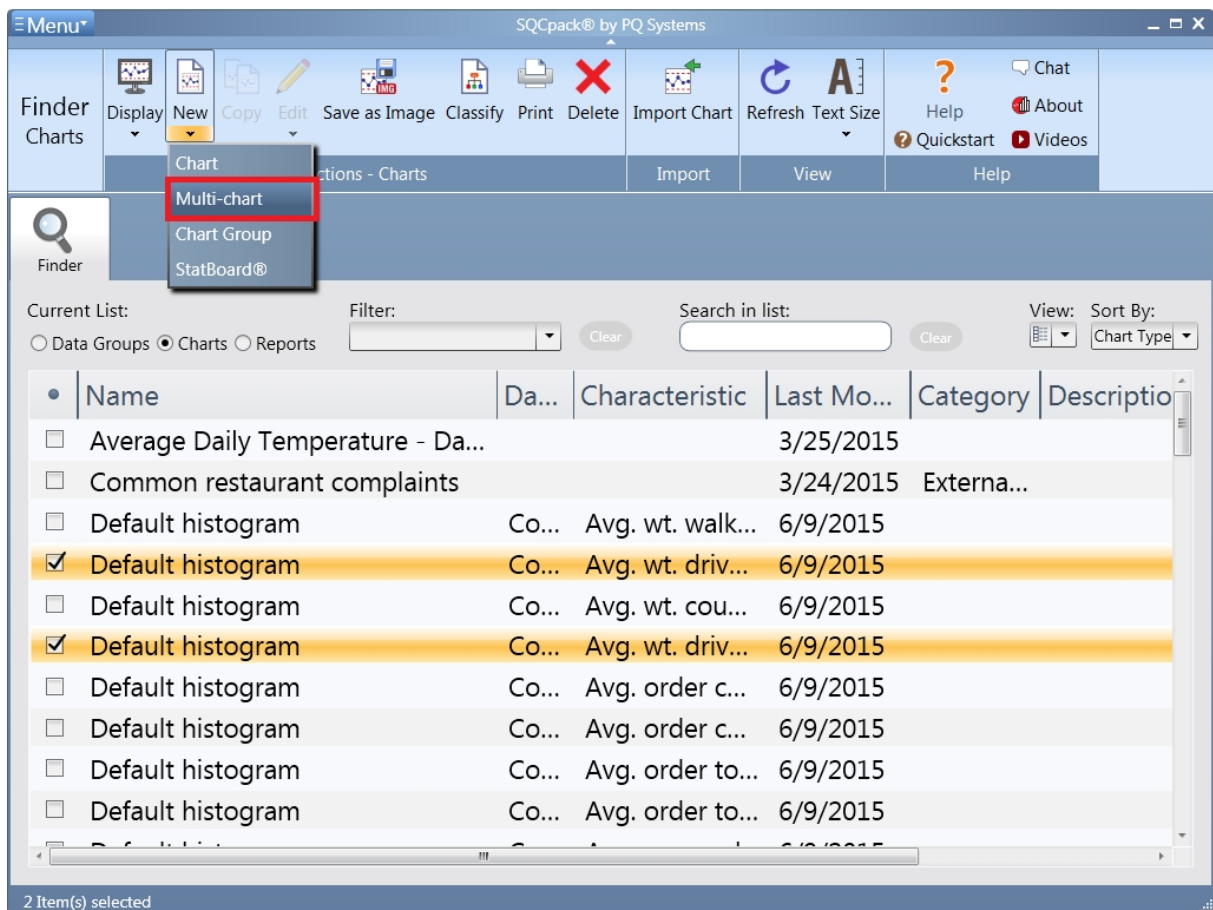 Menu
SQCpack® by PQ Systems
Finder
Charts
Display New Copy Edit Save as Image Classify Print Delete Import Chart Refresh Text Size Help Chat About
Quickstart Videos
ctions - Charts Import View Help
Chart
Multi-chart
Chart Group
StatBoard®
Finder
Current List: Filter: Search in list: View: Sort By:
Data Groups Charts Reports Clear Clear Chart Type
Name Da... Characteristic Last Mo... Category Descriptio
Average Daily Temperature - Da... 3/25/2015
Common restaurant complaints 3/24/2015 Externa...
Default histogram Co... Avg. wt. walk... 6/9/2015
Default histogram Co... Avg. wt. driv... 6/9/2015
Default histogram Co... Avg. wt. cou... 6/9/2015
Default histogram Co... Avg. wt. driv... 6/9/2015
Default histogram Co... Avg. order c... 6/9/2015
Default histogram Co... Avg. order c... 6/9/2015
Default histogram Co... Avg. order to... 6/9/2015
Default histogram Co... Avg. order to... 6/9/2015
2 Item(s) selected